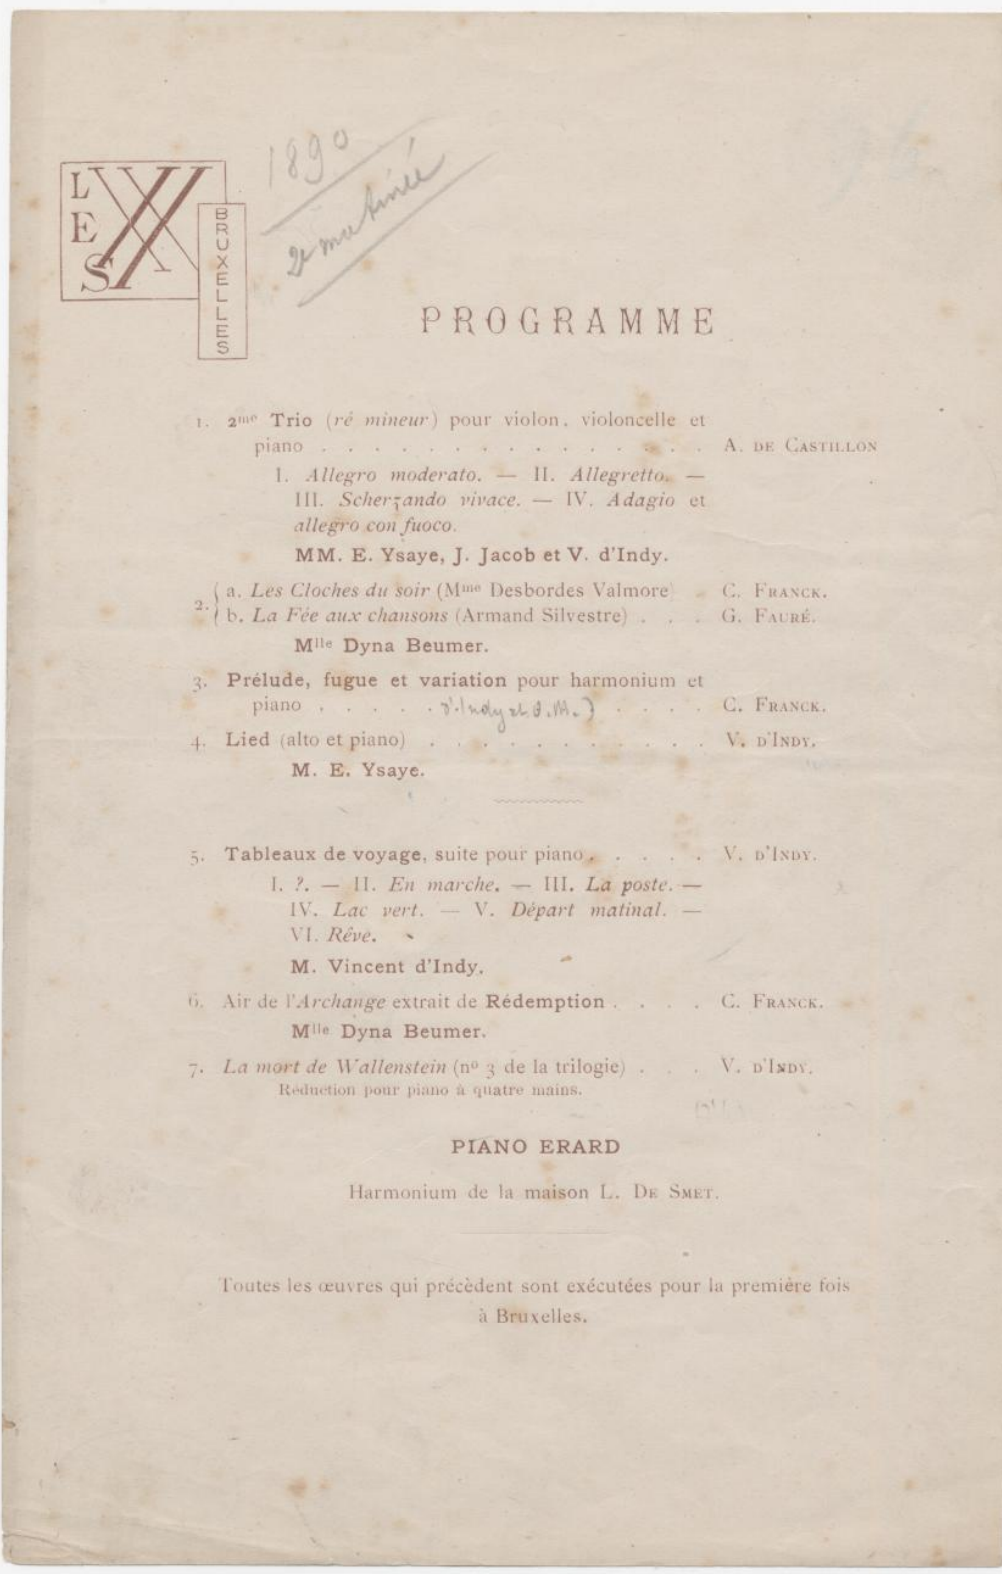 LES XX
BRUXELLES
1890
2e matinée
PROGRAMME
1. 2me Trio (ré mineur) pour violon, violoncelle et
piano . . . . . . . . . . . . . . . A. DE CASTILLON
I. Allegro moderato. — II. Allegretto. —
III. Scherzando vivace. — IV. Adagio et
allegro con fuoco.
MM. E. Ysaye, J. Jacob et V. d'Indy.
2. { a. Les Cloches du soir (Mme Desbordes Valmore) . C. FRANCK.
b. La Fée aux chansons (Armand Silvestre) . . . G. FAURÉ.
Mlle Dyna Beumer.
3. Prélude, fugue et variation pour harmonium et
piano . . . . . d'Indy et O.M.) . . . . C. FRANCK.
4. Lied (alto et piano) . . . . . . . . . . . V. D'INDY.
M. E. Ysaye.
5. Tableaux de voyage, suite pour piano . . . . . V. D'INDY.
I. ?. — II. En marche. — III. La poste. —
IV. Lac vert. — V. Départ matinal. —
VI. Rêve.
M. Vincent d'Indy.
6. Air de l'Archange extrait de Rédemption . . . . C. FRANCK.
Mlle Dyna Beumer.
7. La mort de Wallenstein (no 3 de la trilogie) . . . V. D'INDY.
Réduction pour piano à quatre mains.
PIANO ERARD
Harmonium de la maison L. DE SMET.
Toutes les œuvres qui précèdent sont exécutées pour la première fois
à Bruxelles.